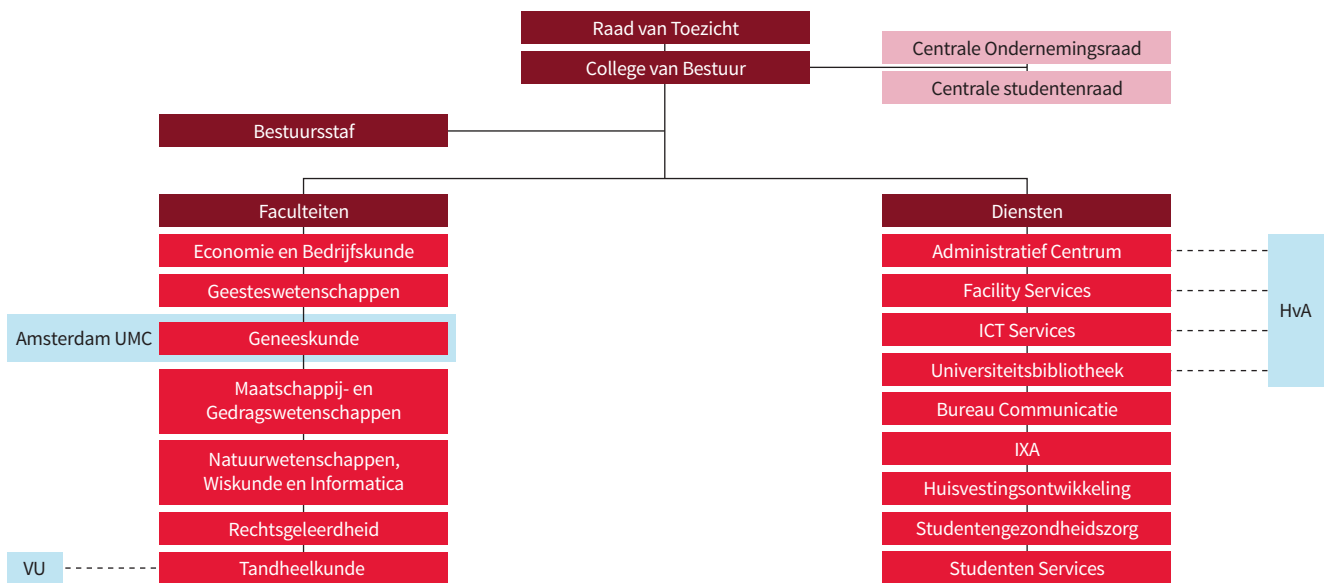 Raad van Toezicht
College van Bestuur
Centrale Ondernemingsraad
Centrale studentenraad
Bestuursstaf
Faculteiten
Economie en Bedrijfskunde
Geesteswetenschappen
Amsterdam UMC
Geneeskunde
Maatschappij- en
Gedragswetenschappen
Natuurwetenschappen,
Wiskunde en Informatica
Rechtsgeleerdheid
VU
Tandheelkunde
Diensten
Administratief Centrum
Facility Services
ICT Services
Universiteitsbibliotheek
Bureau Communicatie
IXA
Huisvestingsontwikkeling
Studentengezondheidszorg
Studenten Services
HvA